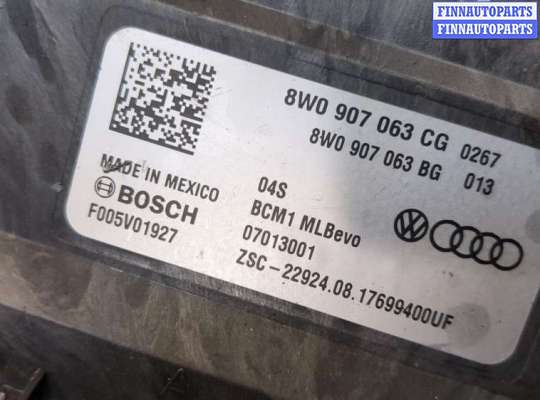 FINNAUTOPARTS
FINNAUTOPARTS
8W0 907 063 CG 0267
8W0 907 063 BG 013
MADE IN MEXICO
BOSCH
F005V01927
04S
BCM1 MLBevo
07013001
ZSC-22924.08.17699400UF